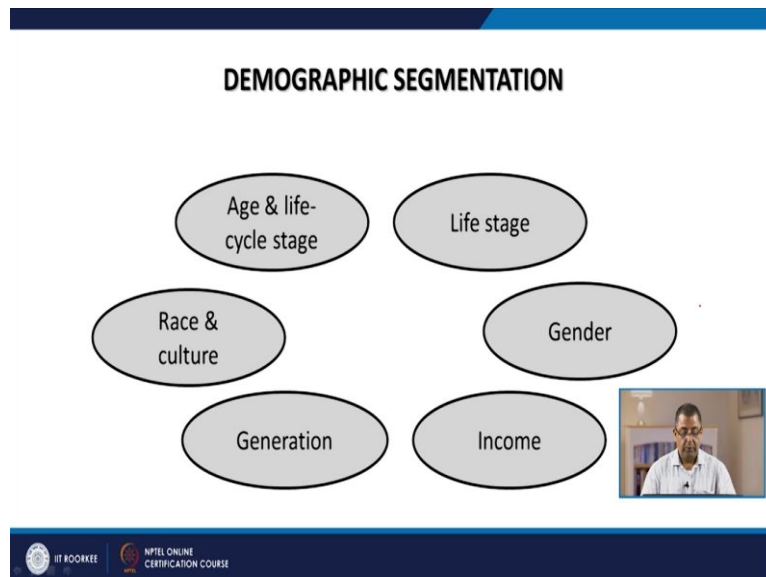 DEMOGRAPHIC SEGMENTATION
Age & life-
cycle stage
Life stage
Race &
culture
Gender
Generation
Income
IIT ROORKEE
NPTEL ONLINE
CERTIFICATION COURSE